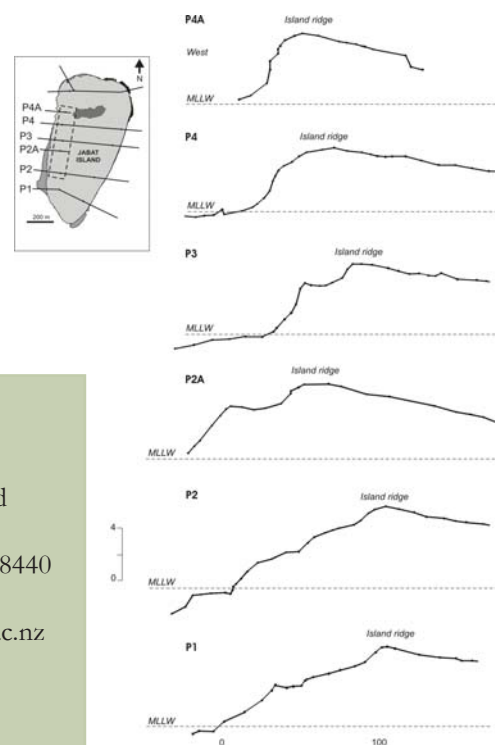 P4A
Island ridge
West
MLLW
P4
Island ridge
MLLW
P3
Island ridge
MLLW
P2A
Island ridge
MLLW
P2
Island ridge
4
0
MLLW
P1
Island ridge
MLLW
0
100
N
P4A
P4
P3
P2A
JABAT
ISLAND
P2
P1
200 m
d
8440
c.nz